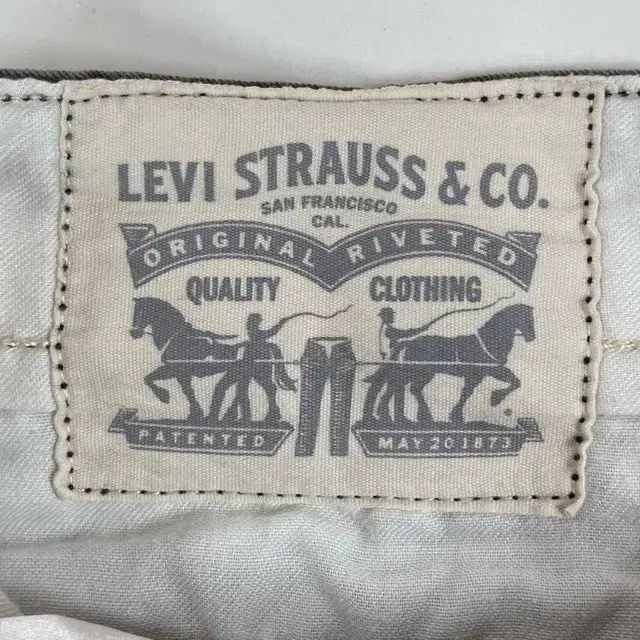 LEVI STRAUSS & CO.
SAN FRANCISCO
CAL.
ORIGINAL RIVETED
QUALITY CLOTHING
PATENTED MAY 20 1873